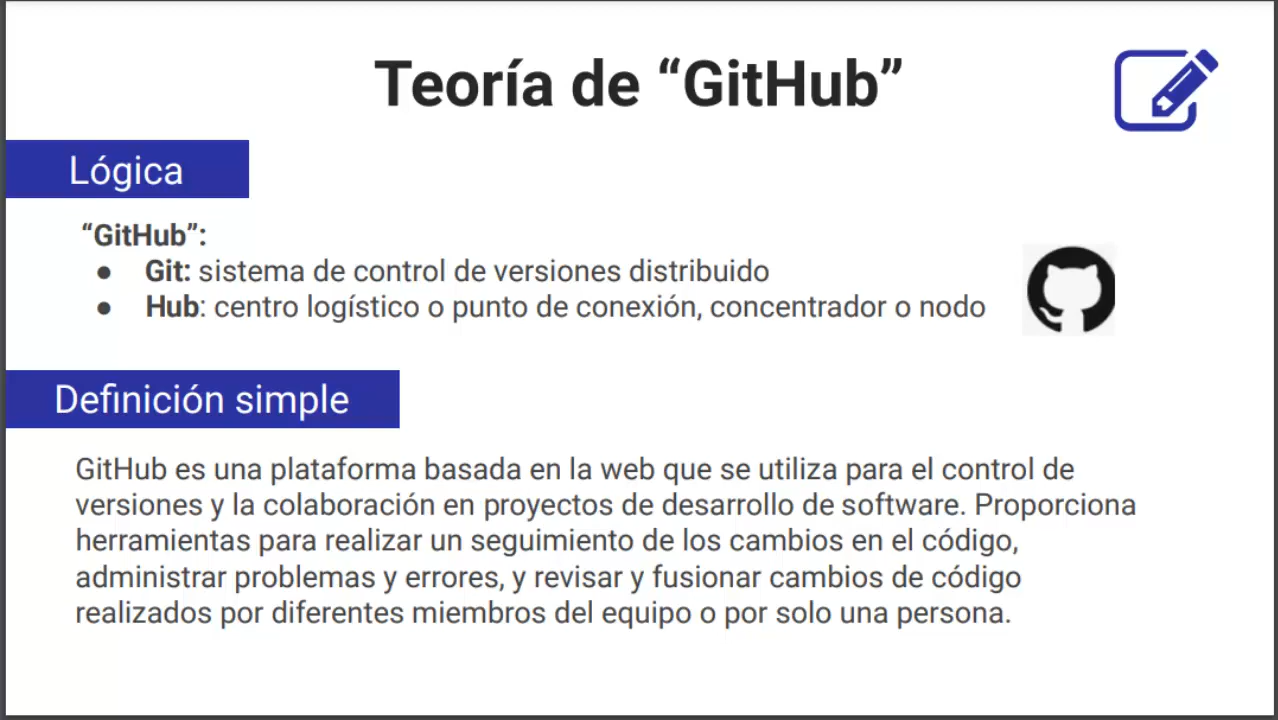 Teoría de “GitHub”
Lógica
“GitHub”:
● Git: sistema de control de versiones distribuido
● Hub: centro logístico o punto de conexión, concentrador o nodo
Definición simple
GitHub es una plataforma basada en la web que se utiliza para el control de
versiones y la colaboración en proyectos de desarrollo de software. Proporciona
herramientas para realizar un seguimiento de los cambios en el código,
administrar problemas y errores, y revisar y fusionar cambios de código
realizados por diferentes miembros del equipo o por solo una persona.